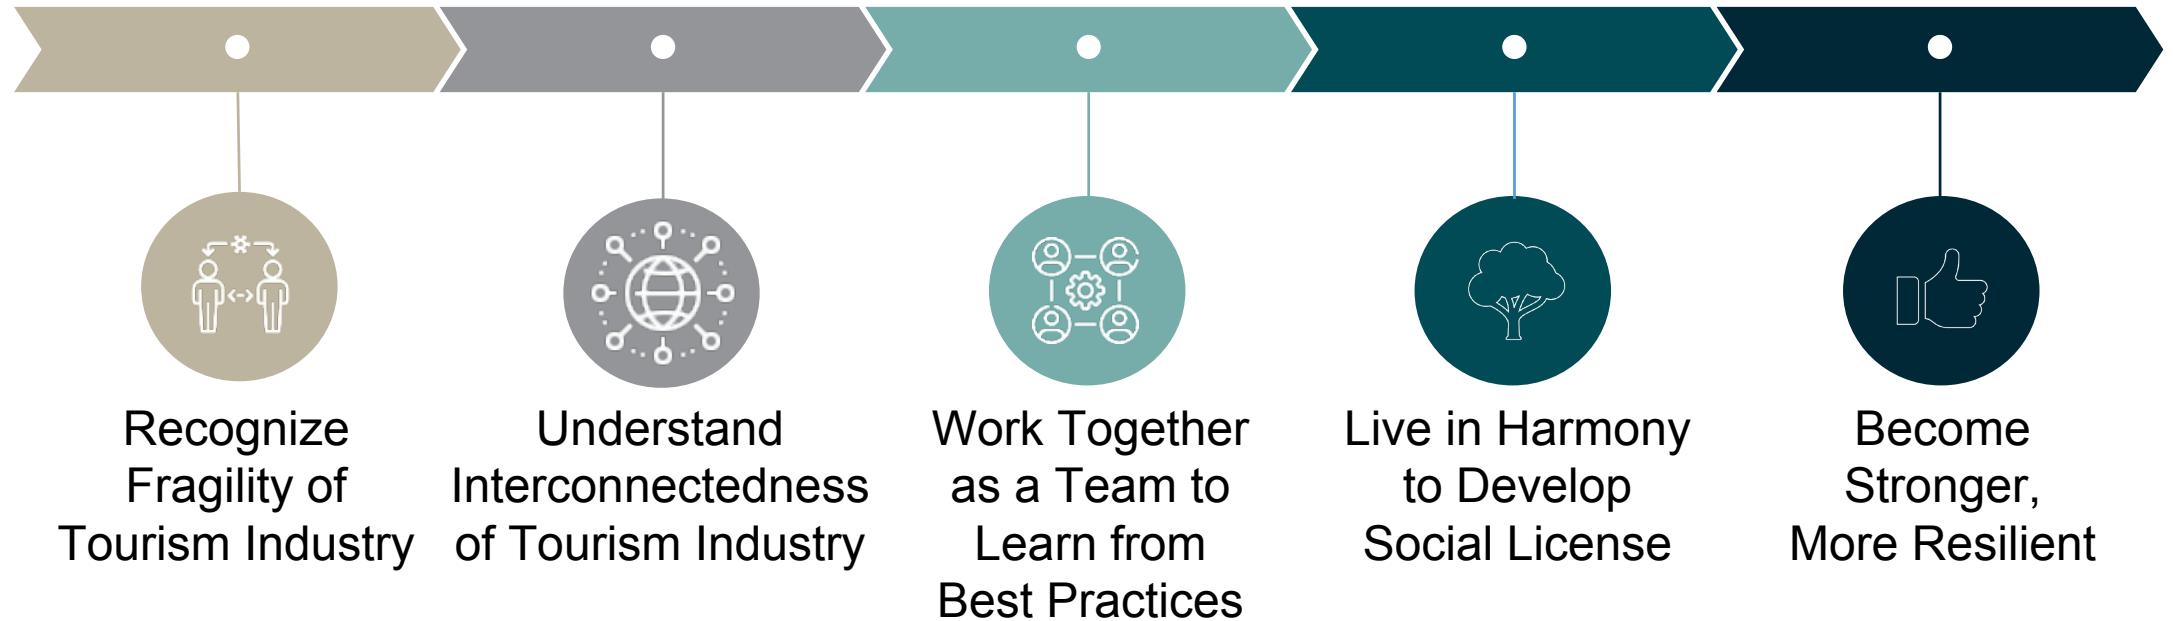 Recognize
Fragility of
Tourism Industry
Understand
Interconnectedness
of Tourism Industry
Work Together
as a Team to
Learn from
Best Practices
Live in Harmony
to Develop
Social License
Become
Stronger,
More Resilient